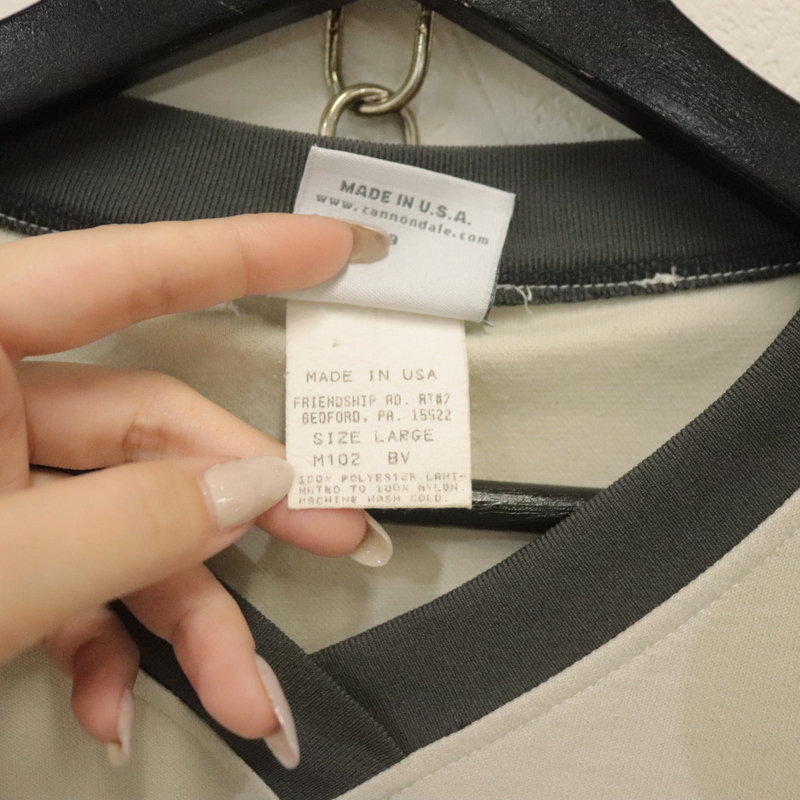 MADE IN U.S.A.
www.cannondale.com
MADE IN USA
FRIENDSHIP RD. RT#2
BEDFORD, PA. 15522
SIZE LARGE
M102 BV
100% POLYESTER LAMI-
NATED TO 100% NYLON.
MACHINE WASH COLD.